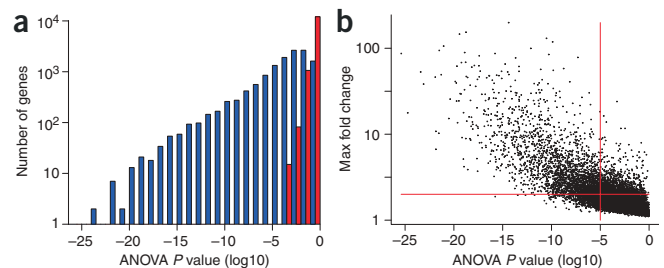 a
Number of genes
10⁴
10³
10²
10
1
−25 −20 −15 −10 −5 0
ANOVA P value (log10)
b
Max fold change
100
10
1
−25 −20 −15 −10 −5 0
ANOVA P value (log10)